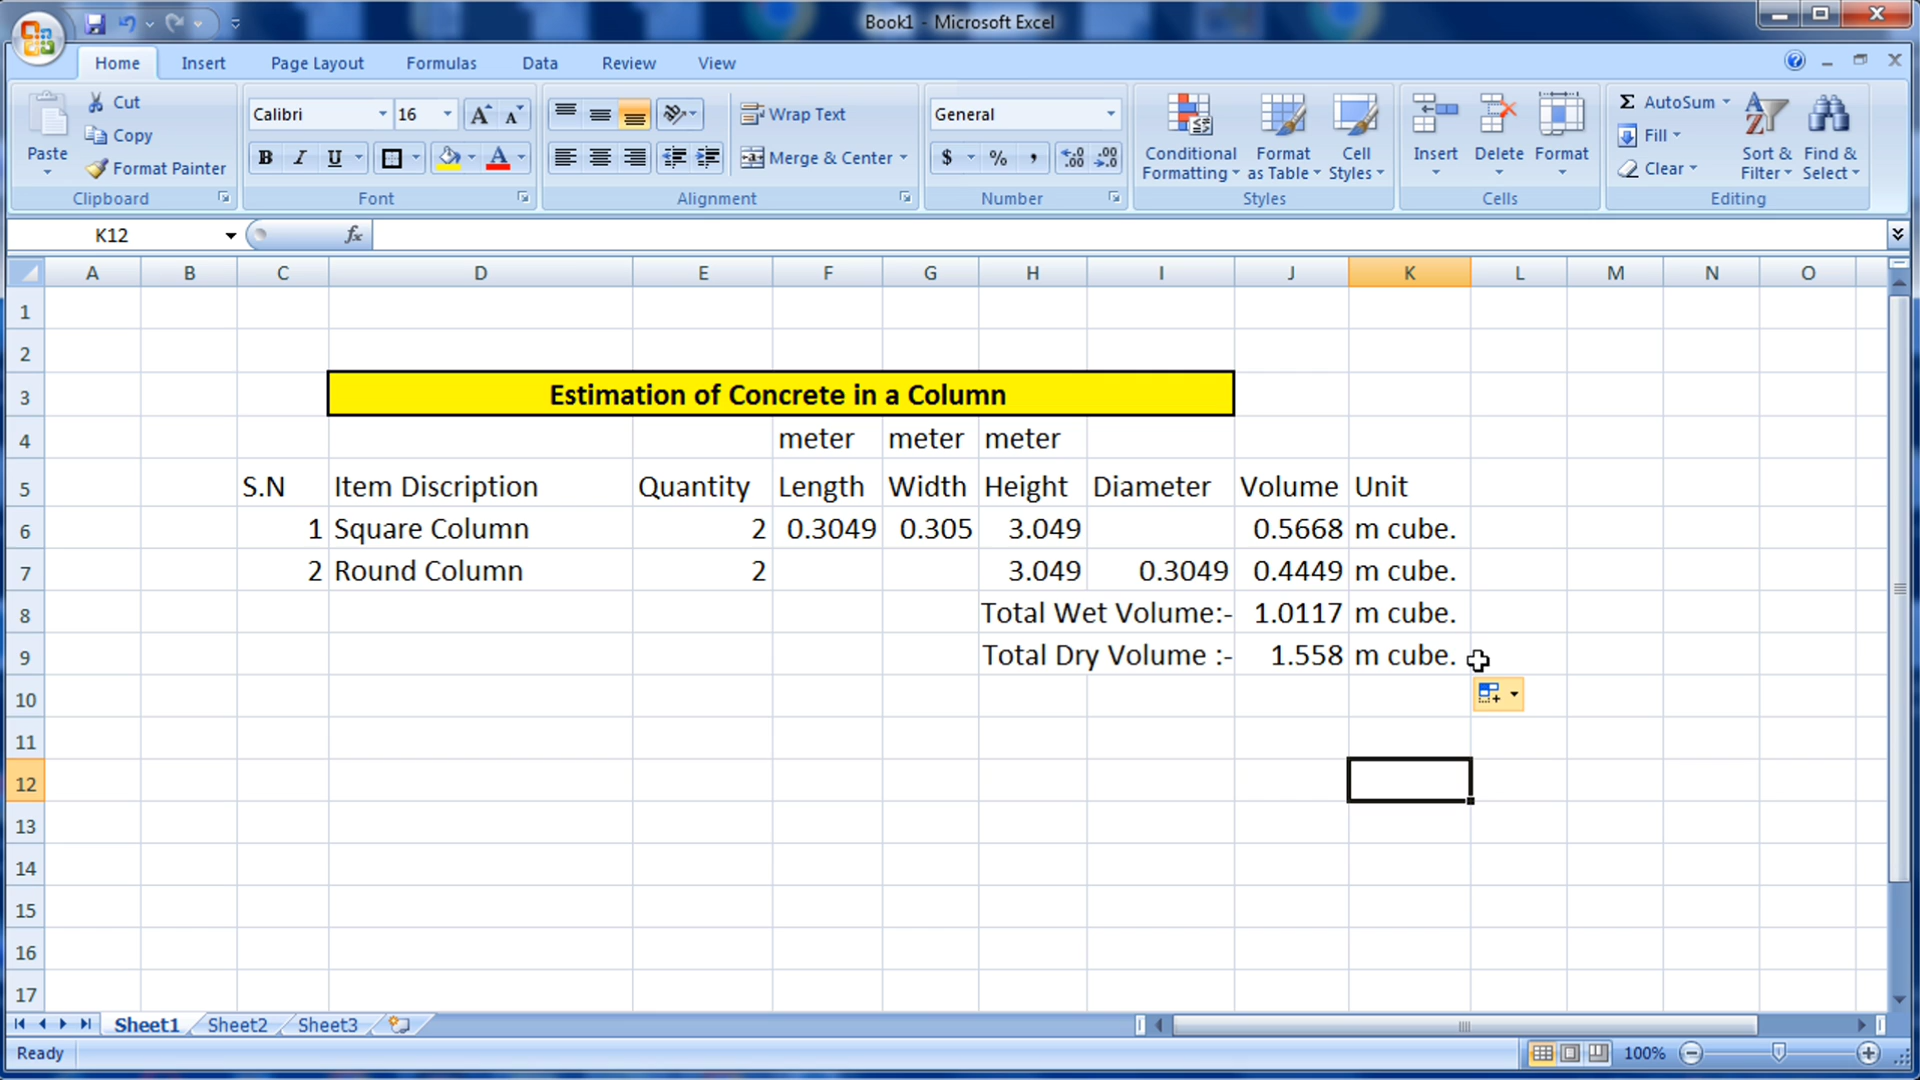 Book1 - Microsoft Excel
Home Insert Page Layout Formulas Data Review View
Paste
Cut
Copy
Format Painter
Clipboard
Calibri 16
B I U
Font
Wrap Text
Merge & Center
Alignment
General
$ % ,
Number
Conditional Formatting
Format as Table
Cell Styles
Styles
Insert Delete Format
Cells
Σ AutoSum
Fill
Clear
Sort & Filter
Find & Select
Editing
K12 fx
A B C D E F G H I J K L M N O
1
2
3 Estimation of Concrete in a Column
4 meter meter meter
5 S.N Item Discription Quantity Length Width Height Diameter Volume Unit
6 1 Square Column 2 0.3049 0.305 3.049 0.5668 m cube.
7 2 Round Column 2 3.049 0.3049 0.4449 m cube.
8 Total Wet Volume:- 1.0117 m cube.
9 Total Dry Volume :- 1.558 m cube.
10
11
12
13
14
15
16
17
Sheet1 Sheet2 Sheet3
Ready 100%